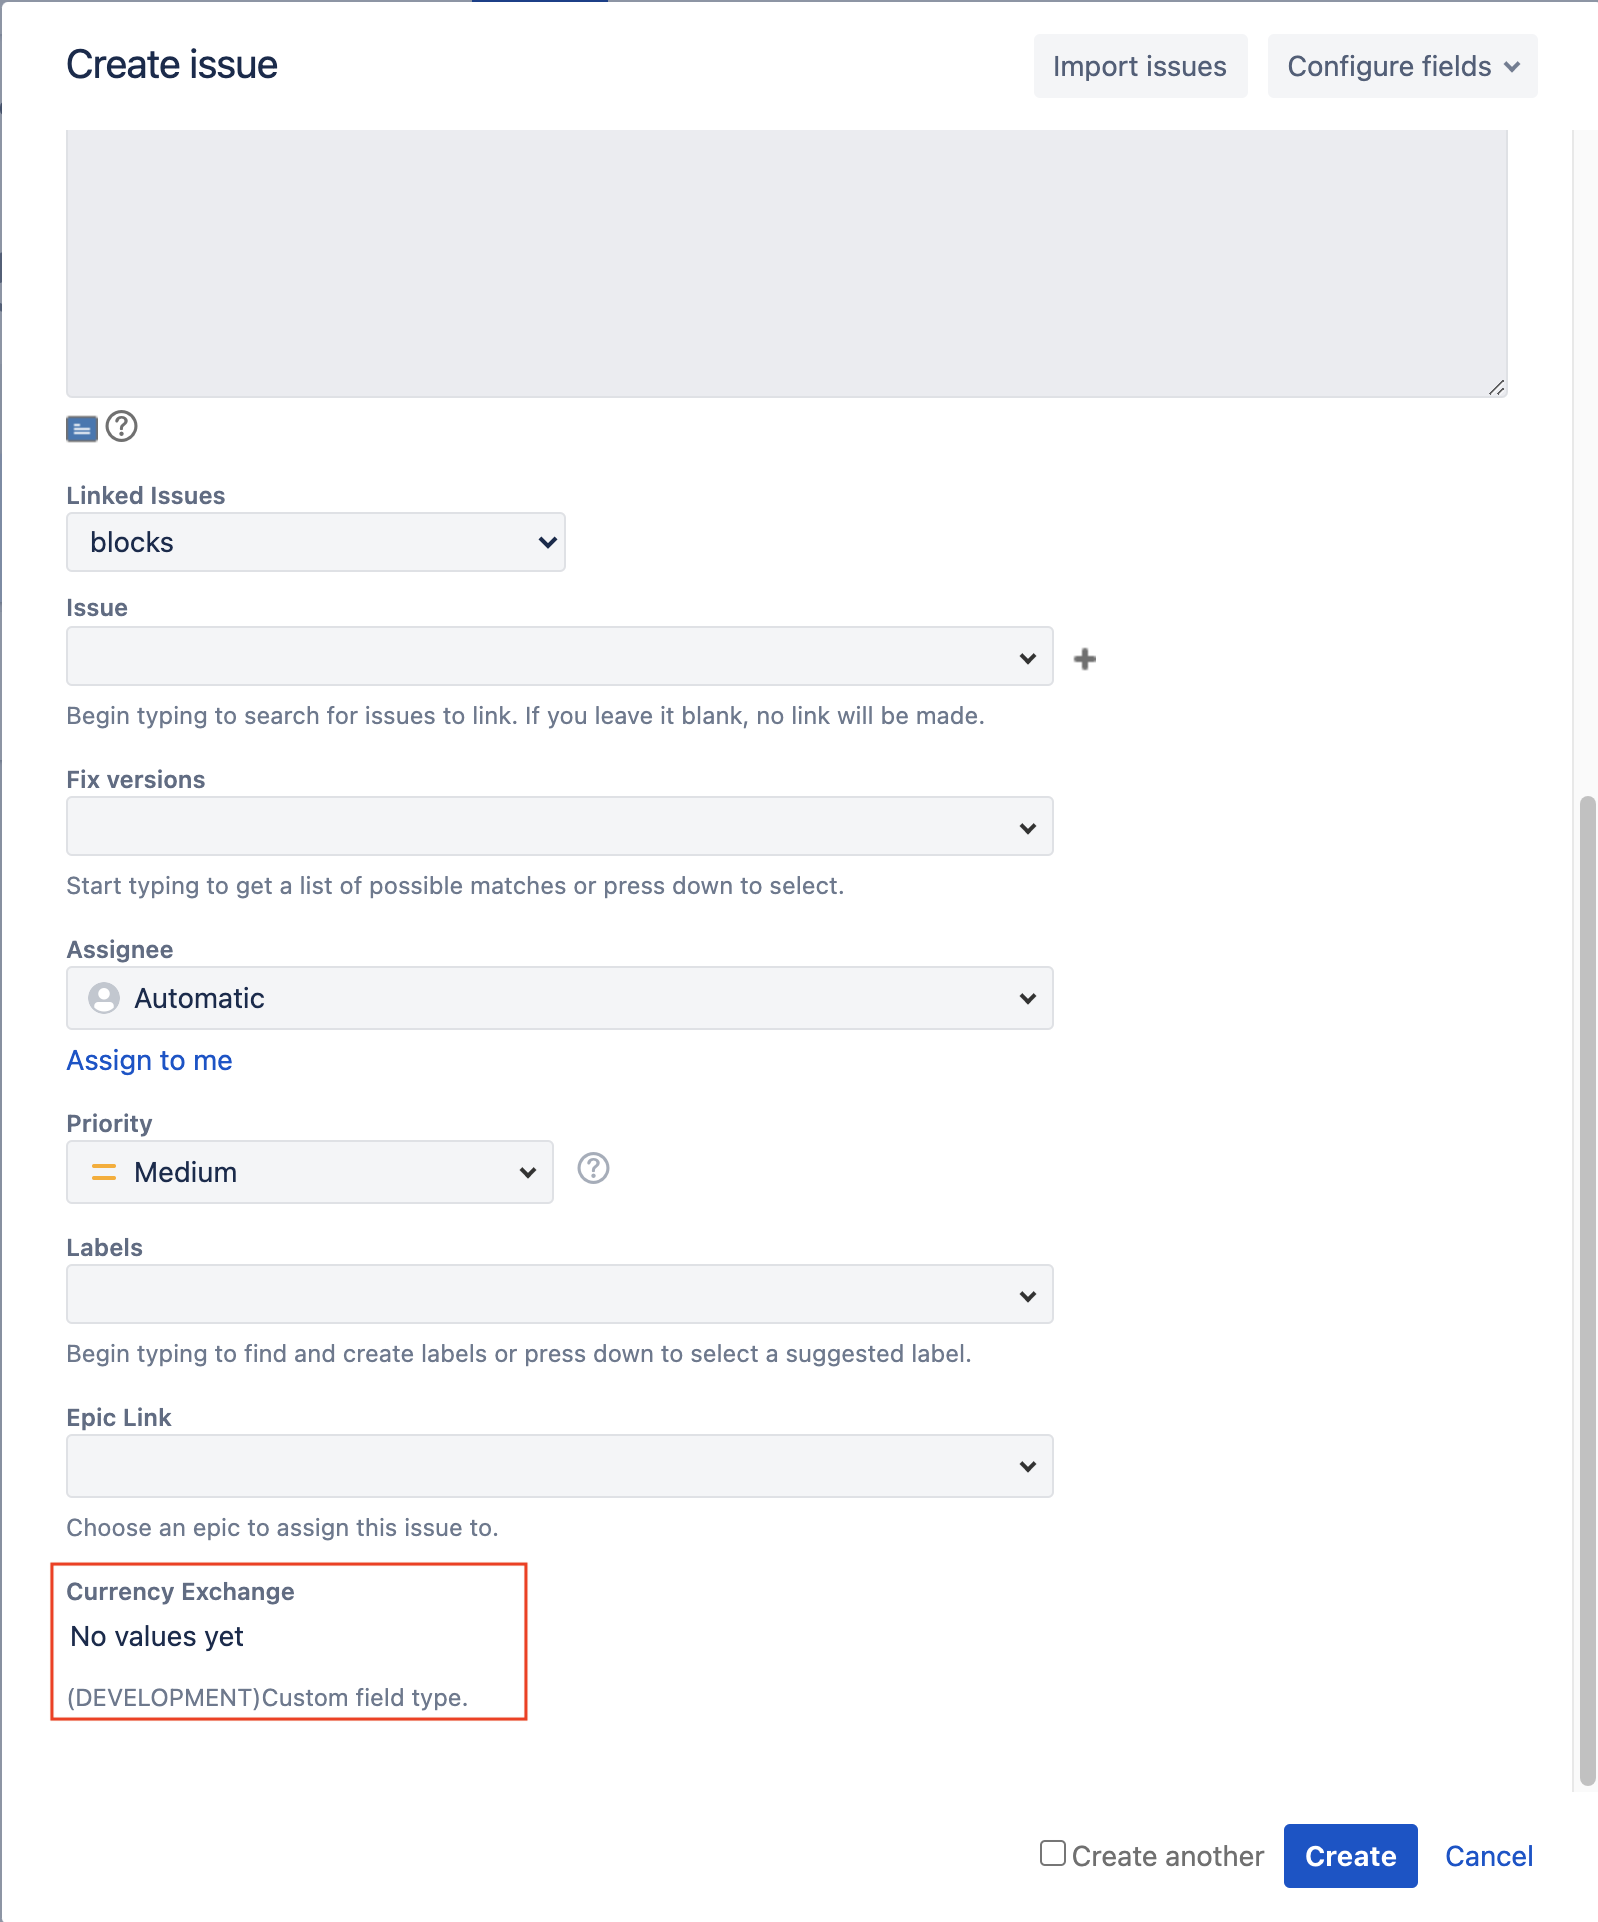 Create issue
Import issues
Configure fields
Linked Issues
blocks
Issue
Begin typing to search for issues to link. If you leave it blank, no link will be made.
Fix versions
Start typing to get a list of possible matches or press down to select.
Assignee
Automatic
Assign to me
Priority
Medium
Labels
Begin typing to find and create labels or press down to select a suggested label.
Epic Link
Choose an epic to assign this issue to.
Currency Exchange
No values yet
(DEVELOPMENT)Custom field type.
Create another
Create
Cancel